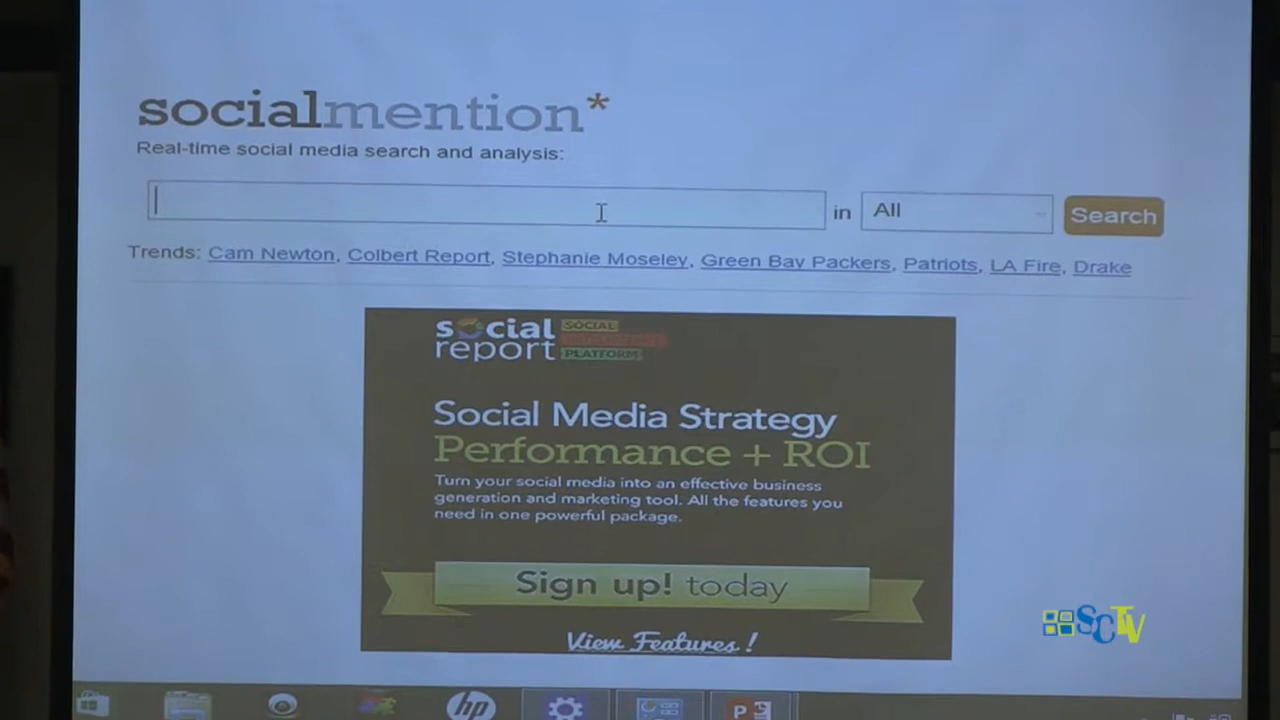 socialmention*
Real-time social media search and analysis:
in All Search
Trends: Cam Newton, Colbert Report, Stephanie Moseley, Green Bay Packers, Patriots, LA Fire, Drake
social SOCIAL
report PLATFORM
Social Media Strategy
Performance + ROI
Turn your social media into an effective business
generation and marketing tool. All the features you
need in one powerful package.
Sign up! today
View Features !
SCTV
hp
P